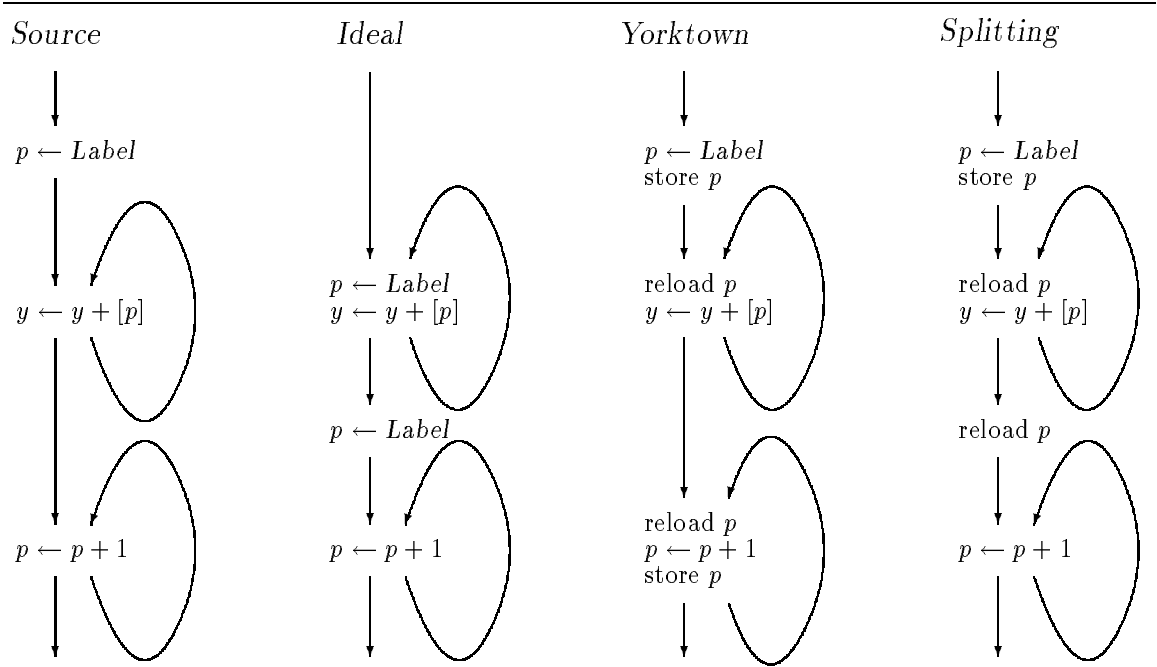 Source
Ideal
Yorktown
Splitting
p ← Label
y ← y + [p]
p ← p + 1
p ← Label
y ← y + [p]
p ← Label
p ← p + 1
p ← Label
store p
reload p
y ← y + [p]
reload p
p ← p + 1
store p
p ← Label
store p
reload p
y ← y + [p]
reload p
p ← p + 1